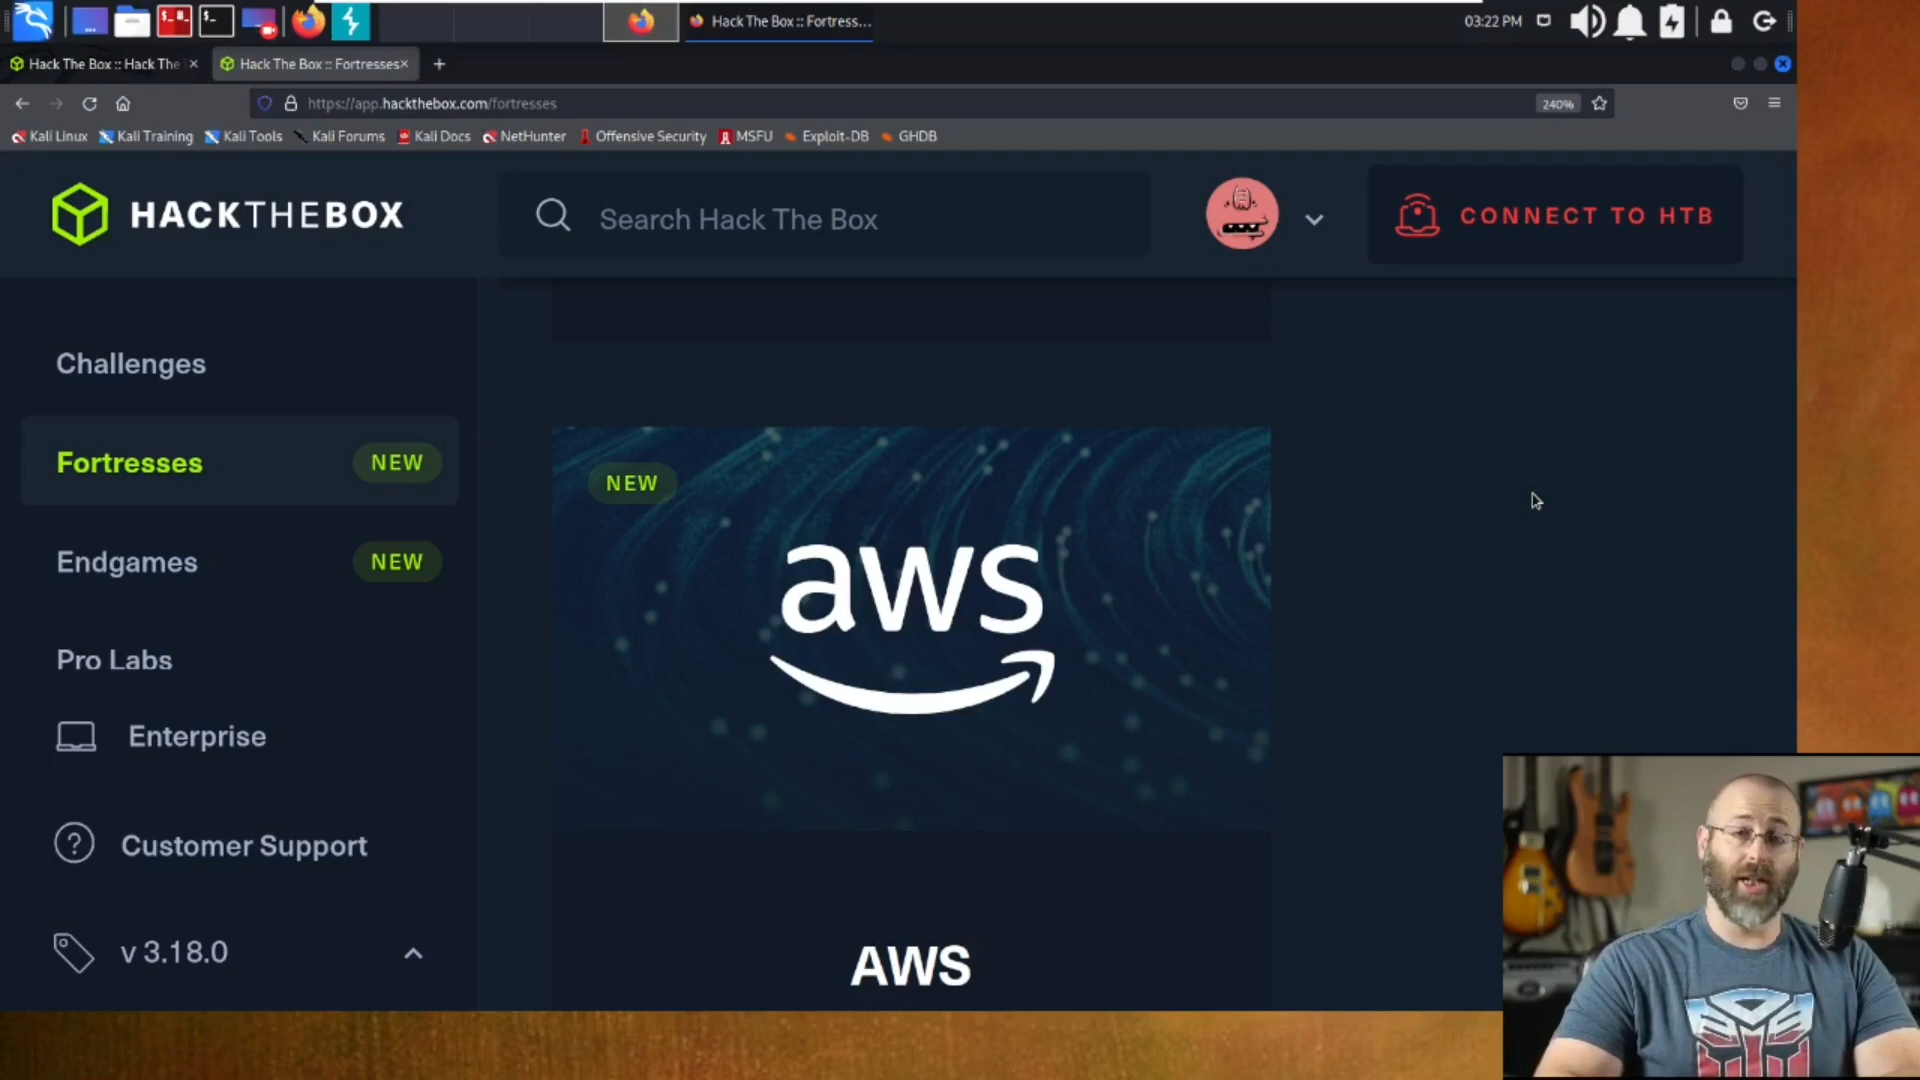 Hack The Box :: Fortress...
03:22 PM
Hack The Box :: Hack The
Hack The Box :: Fortresses
https://app.hackthebox.com/fortresses
240%
Kali Linux Kali Training Kali Tools Kali Forums Kali Docs NetHunter Offensive Security MSFU Exploit-DB GHDB
HACKTHEBOX
Search Hack The Box
CONNECT TO HTB
Challenges
Fortresses NEW
Endgames NEW
Pro Labs
Enterprise
Customer Support
v 3.18.0
NEW
aws
AWS